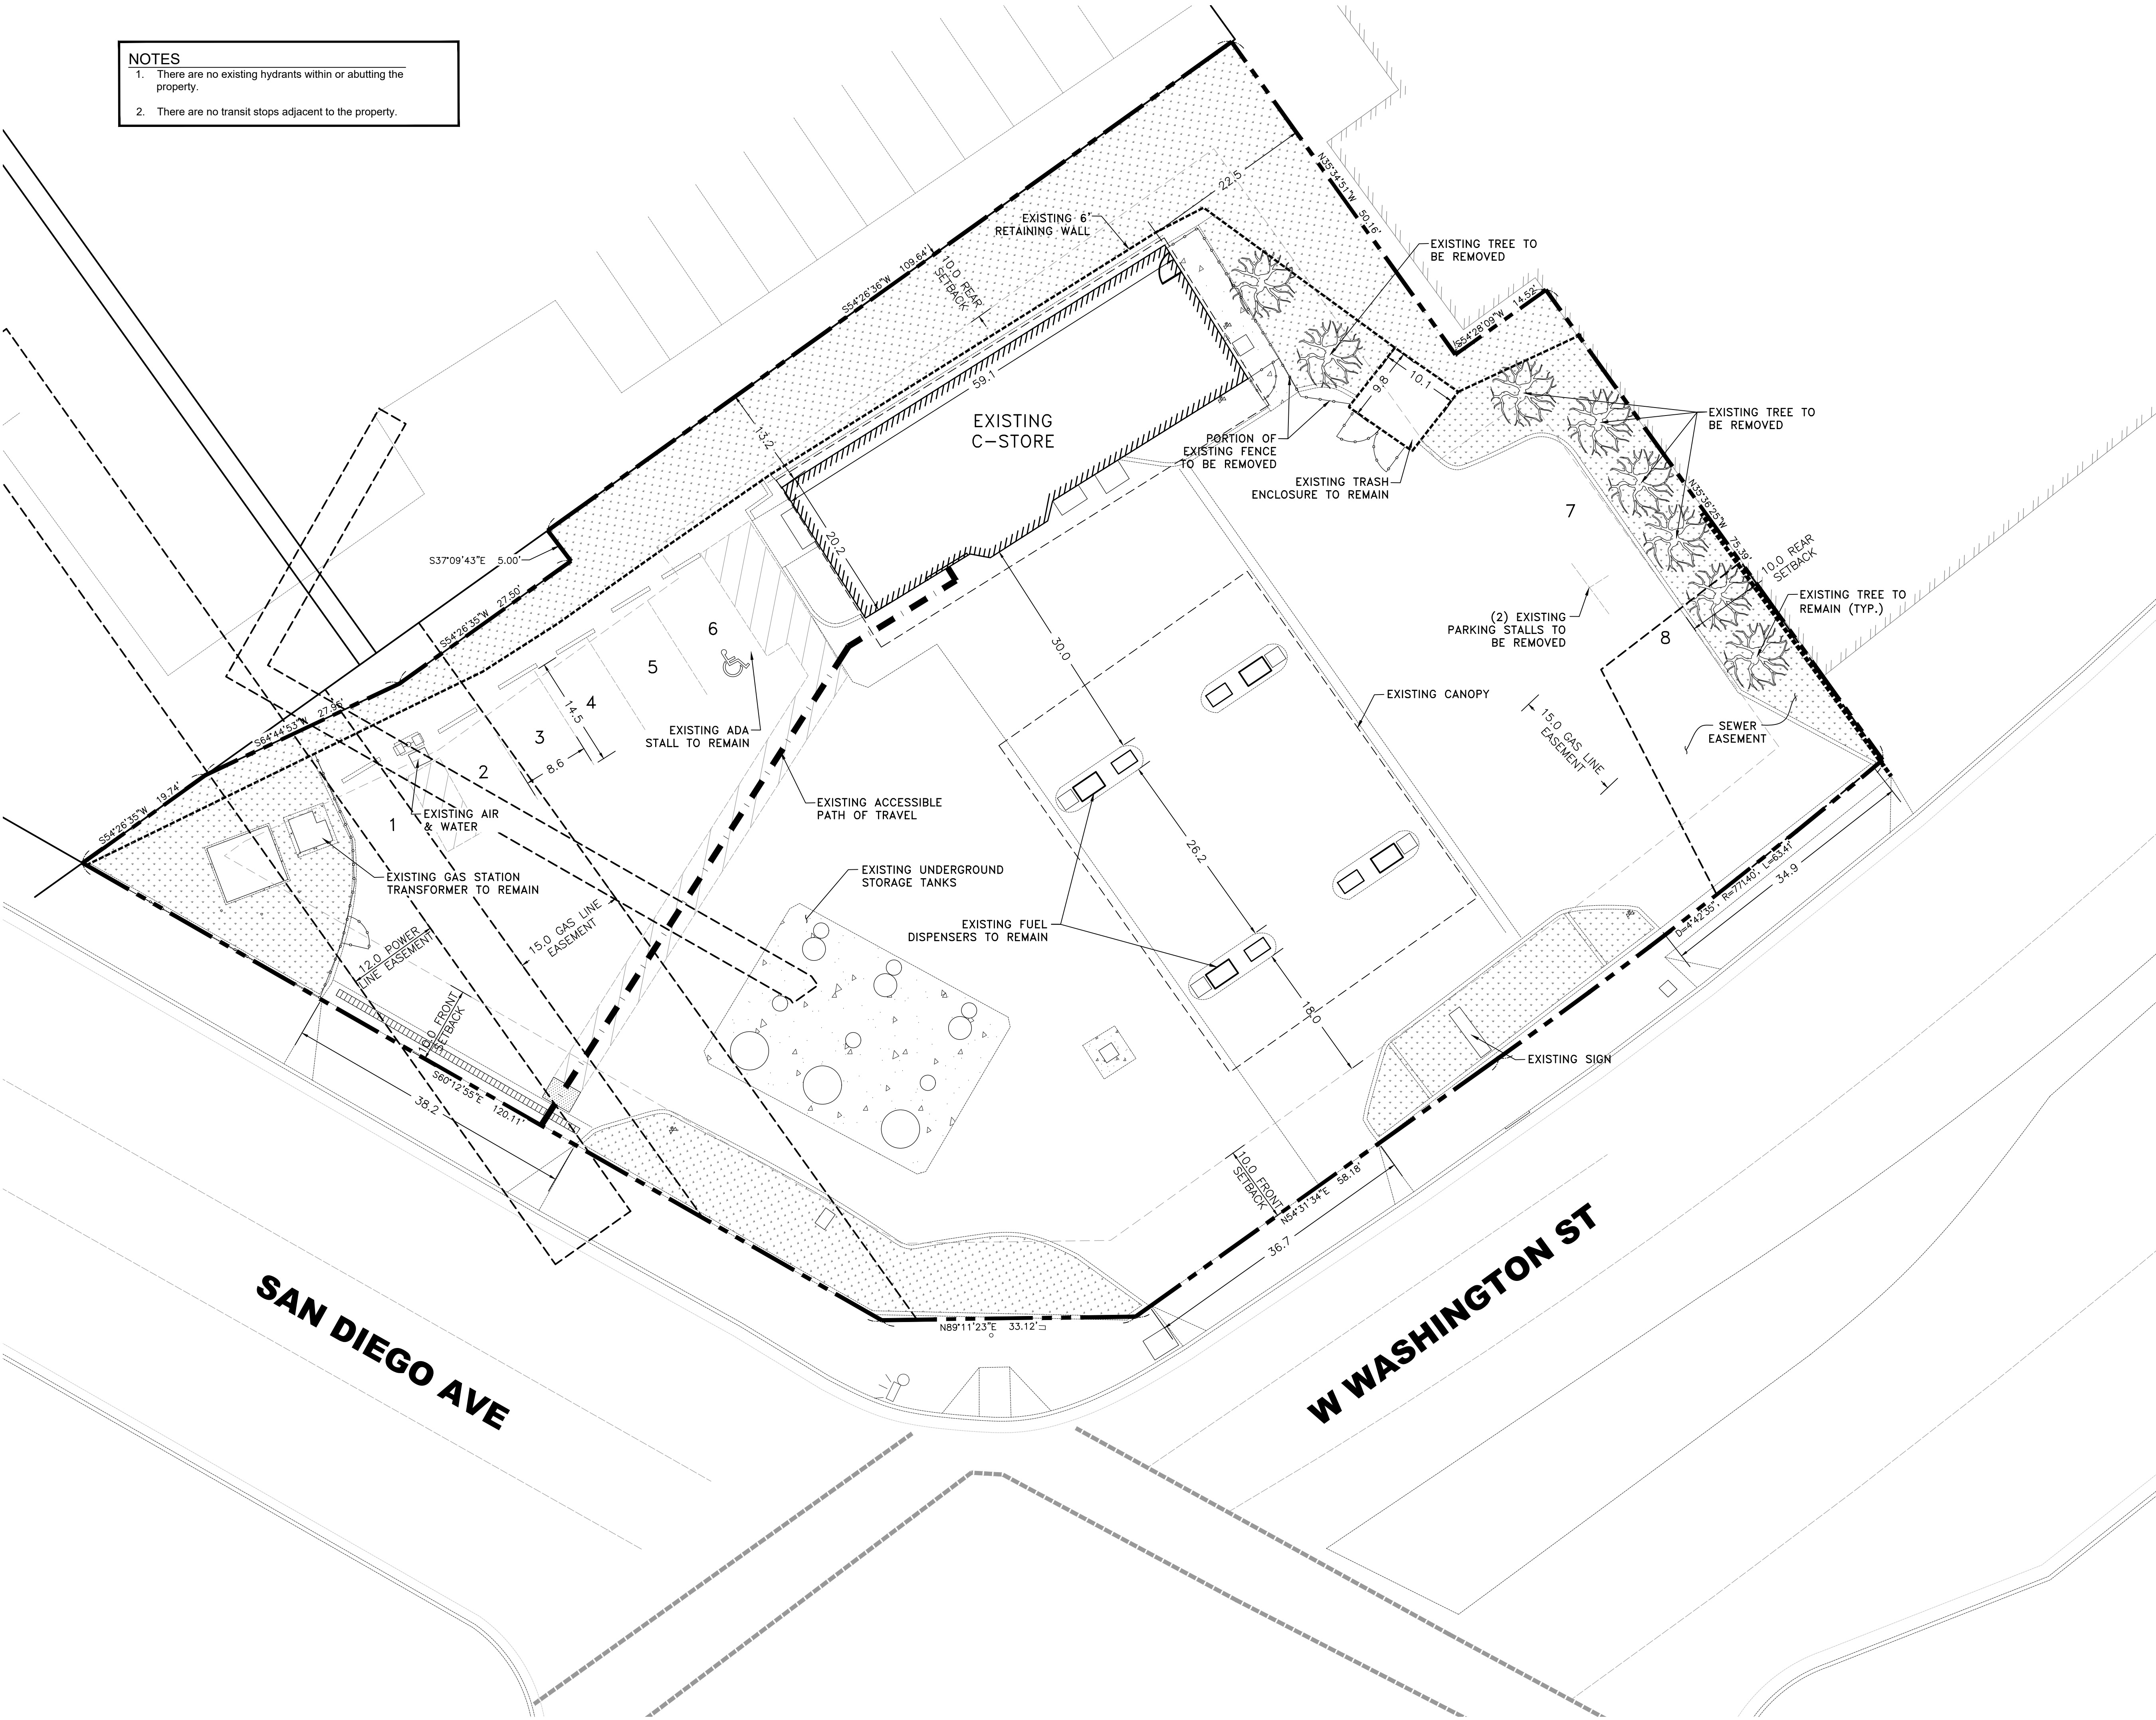 NOTES
1. There are no existing hydrants within or abutting the
property.
2. There are no transit stops adjacent to the property.
N35°34'51"W 50.16'
22.5
EXISTING 6'
RETAINING WALL
S54°26'36"W 109.64'
10.0 REAR
SETBACK
EXISTING TREE TO
BE REMOVED
S54°28'09"W 14.52'
59.1
EXISTING
C-STORE
9.8
10.1
13.2
EXISTING TREE TO
BE REMOVED
PORTION OF
EXISTING FENCE
TO BE REMOVED
EXISTING TRASH
ENCLOSURE TO REMAIN
N35°36'25"W 75.39'
7
20.2
S37°09'43"E 5.00'
10.0 REAR
SETBACK
S54°26'35"W 27.50'
EXISTING TREE TO
REMAIN (TYP.)
(2) EXISTING
PARKING STALLS TO
BE REMOVED
8
6
5
4
3
2
1
30.0
14.5
8.6
EXISTING CANOPY
EXISTING ADA
STALL TO REMAIN
S64°44'53"W 27.95'
15.0 GAS LINE
EASEMENT
SEWER
EASEMENT
S54°26'35"W 19.74'
EXISTING AIR
& WATER
EXISTING ACCESSIBLE
PATH OF TRAVEL
26.2
D=4°42'35", R=771.40', L=63.41'
34.9
EXISTING GAS STATION
TRANSFORMER TO REMAIN
EXISTING UNDERGROUND
STORAGE TANKS
EXISTING FUEL
DISPENSERS TO REMAIN
12.0 POWER
LINE EASEMENT
15.0 GAS LINE
EASEMENT
10.0 FRONT
SETBACK
18.0
EXISTING SIGN
S60°12'55"E 120.11'
38.2
10.0 FRONT
SETBACK
N54°31'34"E 58.18'
36.7
N89°11'23"E 33.12'
SAN DIEGO AVE
W WASHINGTON ST